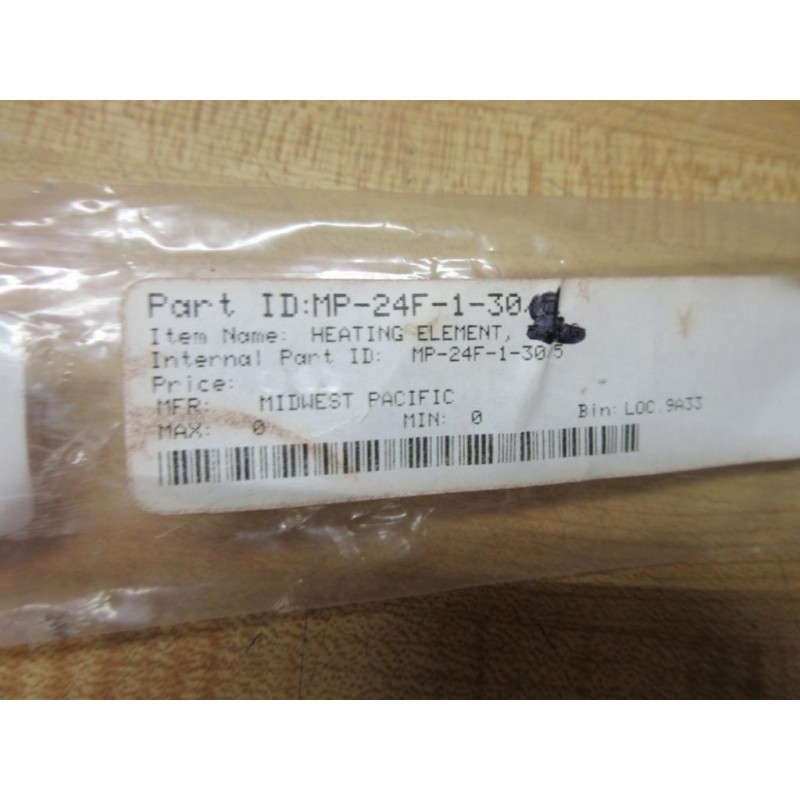 Part ID:MP-24F-1-30/
Item Name: HEATING ELEMENT,
Internal Part ID: MP-24F-1-30/5
Price:
MFR: MIDWEST PACIFIC
MAX: 0 MIN: 0 Bin: LOC.9A33